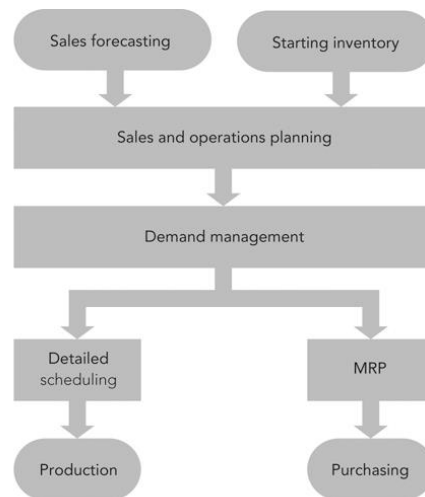 Sales forecasting
Starting inventory
Sales and operations planning
Demand management
Detailed
scheduling
MRP
Production
Purchasing